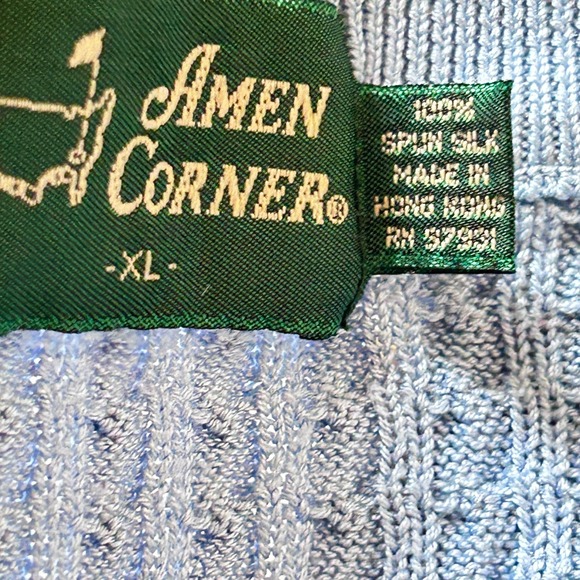 AMEN
CORNER®
-XL-
100%
SPUN SILK
MADE IN
HONG KONG
RN 57931